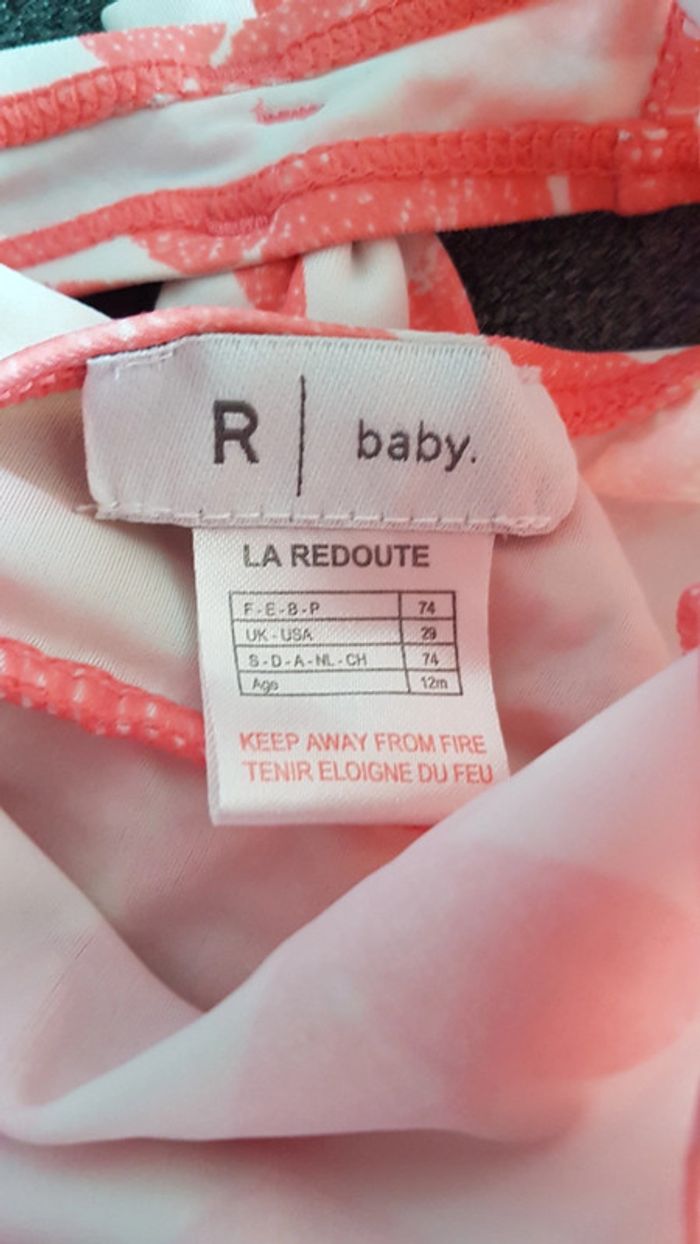 R | baby.
LA REDOUTE
F - E - B - P 74
UK - USA 29
S - D - A - NL - CH 74
Age 12m
KEEP AWAY FROM FIRE
TENIR ELOIGNE DU FEU